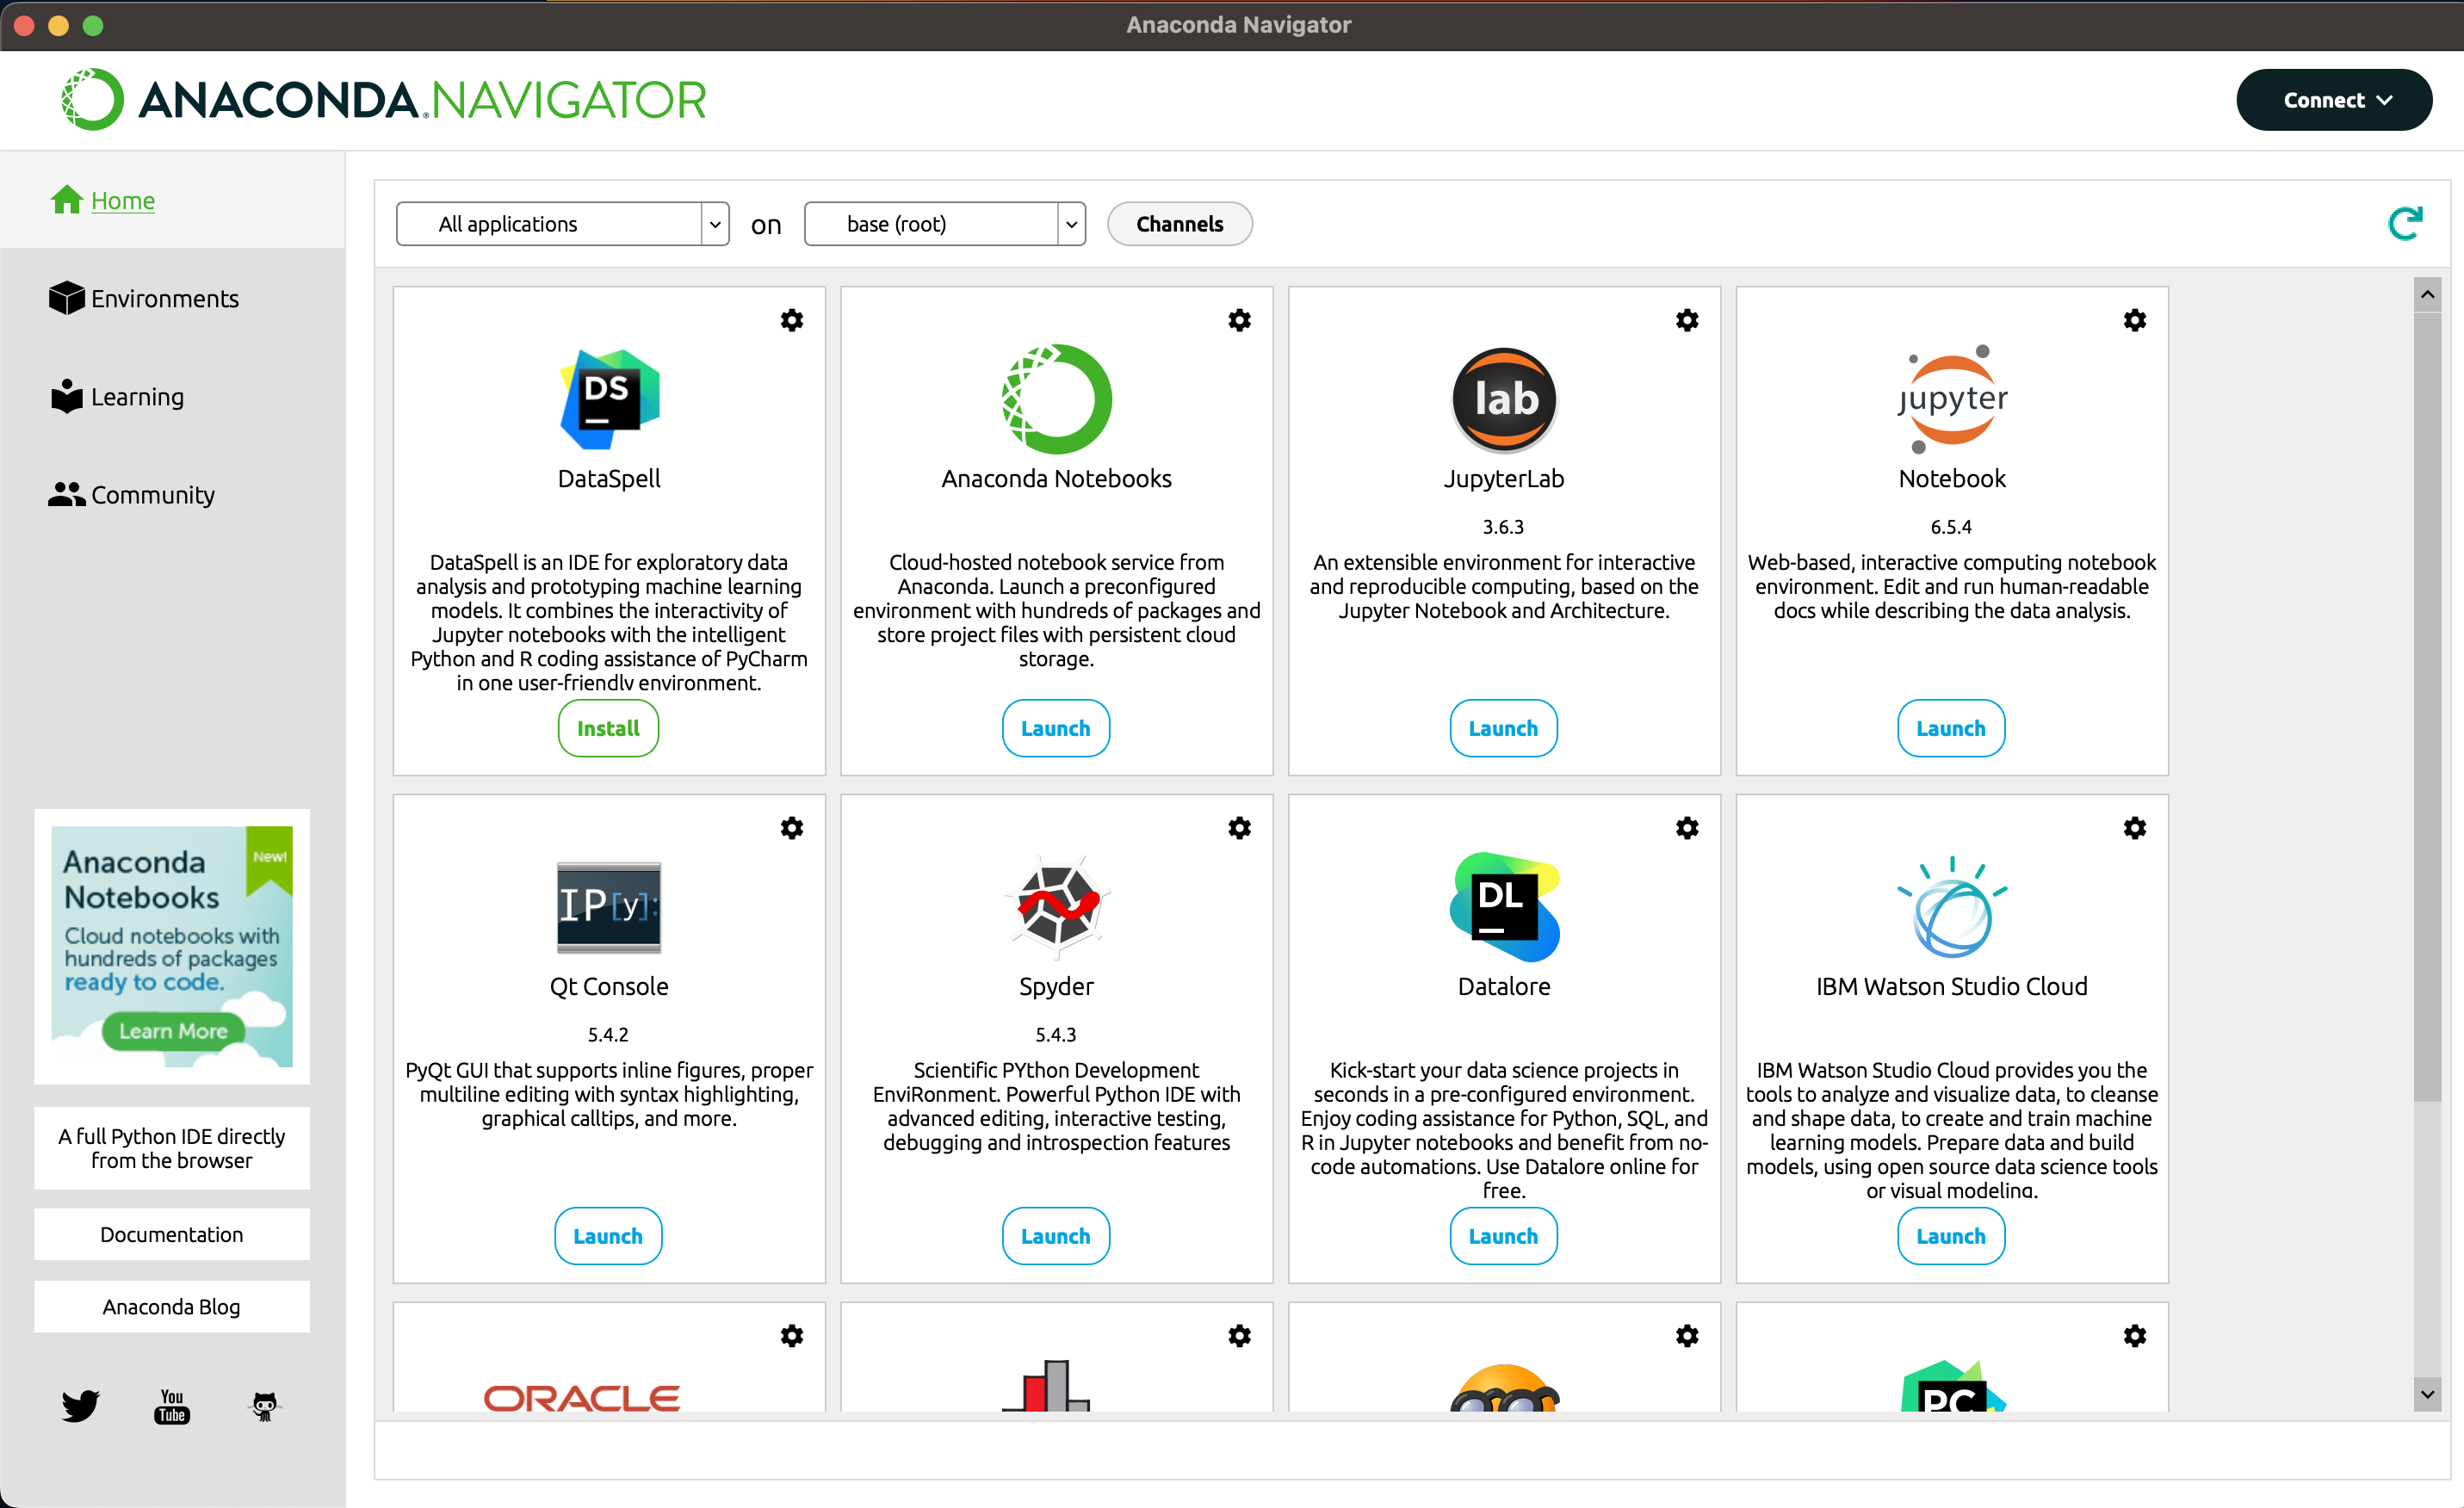 Anaconda Navigator
ANACONDA.NAVIGATOR
Connect
Home
Environments
Learning
Community
All applications
on
base (root)
Channels
DS
DataSpell
DataSpell is an IDE for exploratory data
analysis and prototyping machine learning
models. It combines the interactivity of
Jupyter notebooks with the intelligent
Python and R coding assistance of PyCharm
in one user-friendly environment.
Install
Anaconda Notebooks
Cloud-hosted notebook service from
Anaconda. Launch a preconfigured
environment with hundreds of packages and
store project files with persistent cloud
storage.
Launch
lab
JupyterLab
3.6.3
An extensible environment for interactive
and reproducible computing, based on the
Jupyter Notebook and Architecture.
Launch
jupyter
Notebook
6.5.4
Web-based, interactive computing notebook
environment. Edit and run human-readable
docs while describing the data analysis.
Launch
IP[y]:
Qt Console
5.4.2
PyQt GUI that supports inline figures, proper
multiline editing with syntax highlighting,
graphical calltips, and more.
Launch
Spyder
5.4.3
Scientific PYthon Development
EnviRonment. Powerful Python IDE with
advanced editing, interactive testing,
debugging and introspection features
Launch
DL
Datalore
Kick-start your data science projects in
seconds in a pre-configured environment.
Enjoy coding assistance for Python, SQL, and
R in Jupyter notebooks and benefit from no-
code automations. Use Datalore online for
free.
Launch
IBM Watson Studio Cloud
IBM Watson Studio Cloud provides you the
tools to analyze and visualize data, to cleanse
and shape data, to create and train machine
learning models. Prepare data and build
models, using open source data science tools
or visual modeling.
Launch
ORACLE
PC
Anaconda
Notebooks
New!
Cloud notebooks with
hundreds of packages
ready to code.
Learn More
A full Python IDE directly
from the browser
Documentation
Anaconda Blog
You
Tube